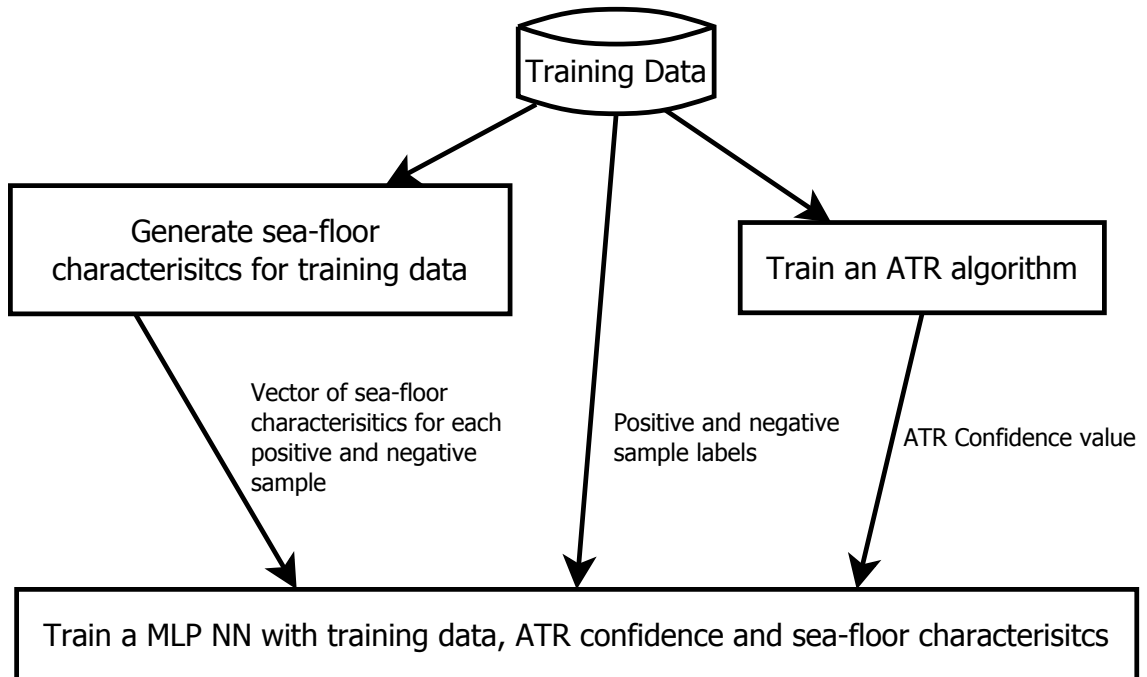 Training Data
Generate sea-floor
characterisitcs for training data
Train an ATR algorithm
Vector of sea-floor
characterisitics for each
positive and negative
sample
Positive and negative
sample labels
ATR Confidence value
Train a MLP NN with training data, ATR confidence and sea-floor characterisitcs